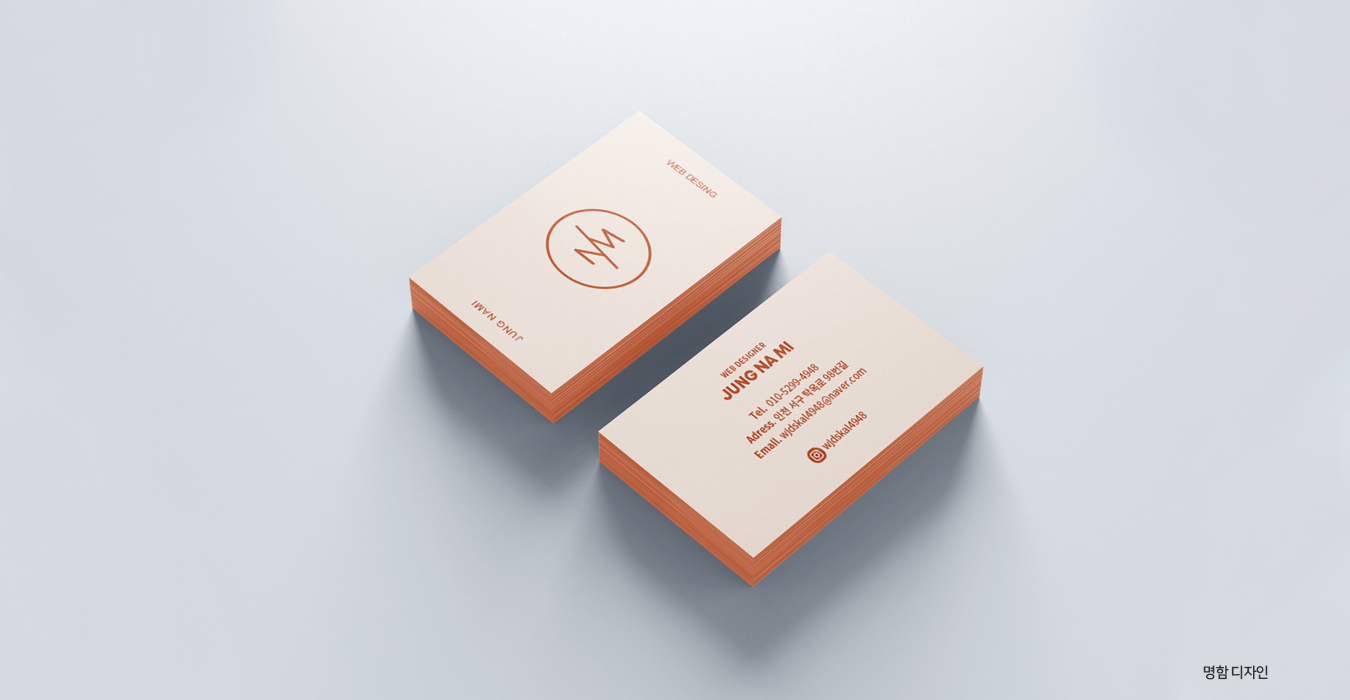 WEB DESING
NM
JUNG NAMI
WEB DESIGNER
JUNG NA MI
Tel. 010-5299-4948
Adress. 인천 서구 탁옥로 98번길
Email. wjdskal4948@naver.com
wjdskal4948
명함 디자인